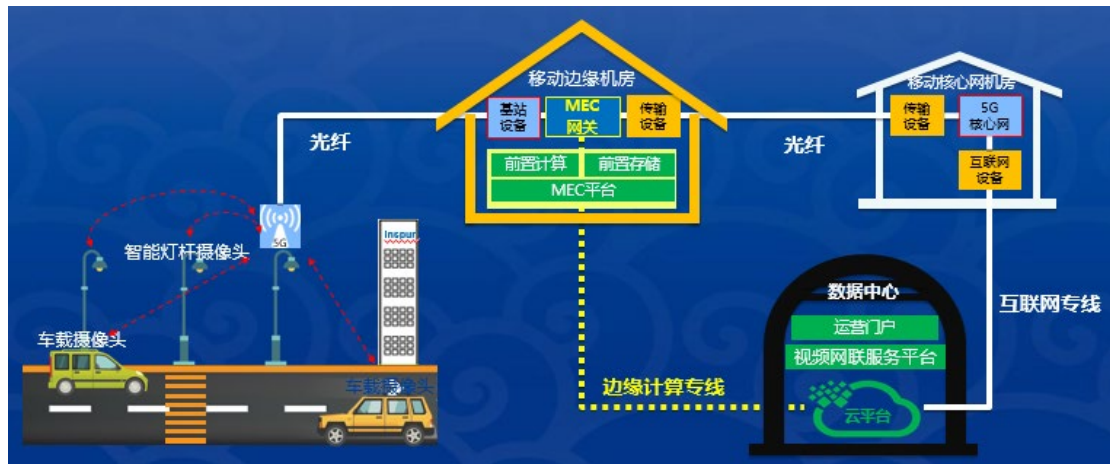 移动边缘机房
移动核心网机房
基站
设备
MEC
网关
传输
设备
传输
设备
5G
核心网
光纤
光纤
互联网
设备
前置计算
前置存储
MEC平台
5G
Inspur
智能灯杆摄像头
数据中心
互联网专线
运营门户
车载摄像头
视频网联服务平台
边缘计算专线
车载摄像头
云平台